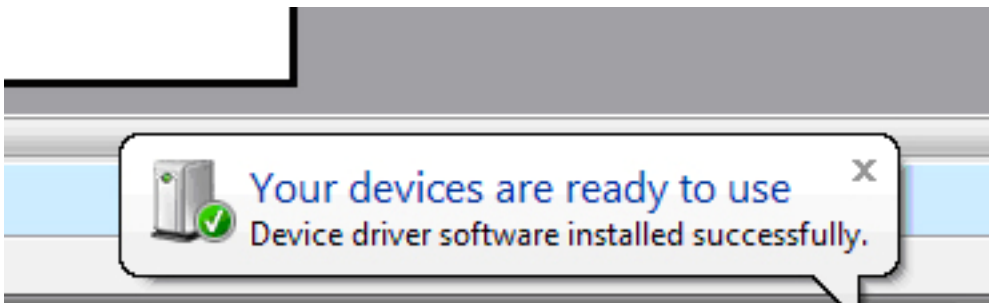 Your devices are ready to use
Device driver software installed successfully.